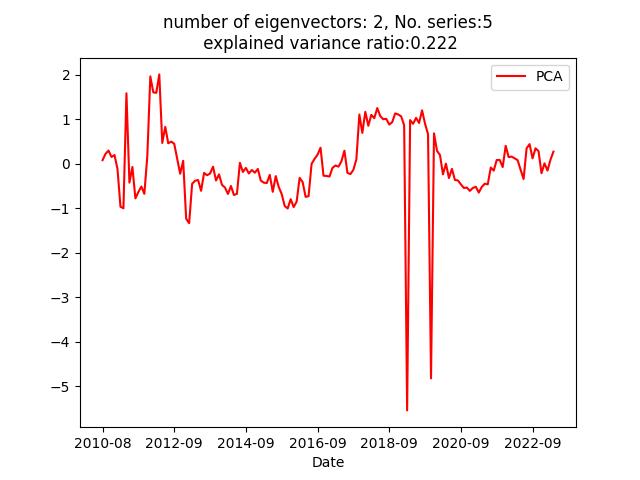 number of eigenvectors: 2, No. series:5
explained variance ratio:0.222
PCA
2
1
0
−1
−2
−3
−4
−5
2010-08 2012-09 2014-09 2016-09 2018-09 2020-09 2022-09
Date